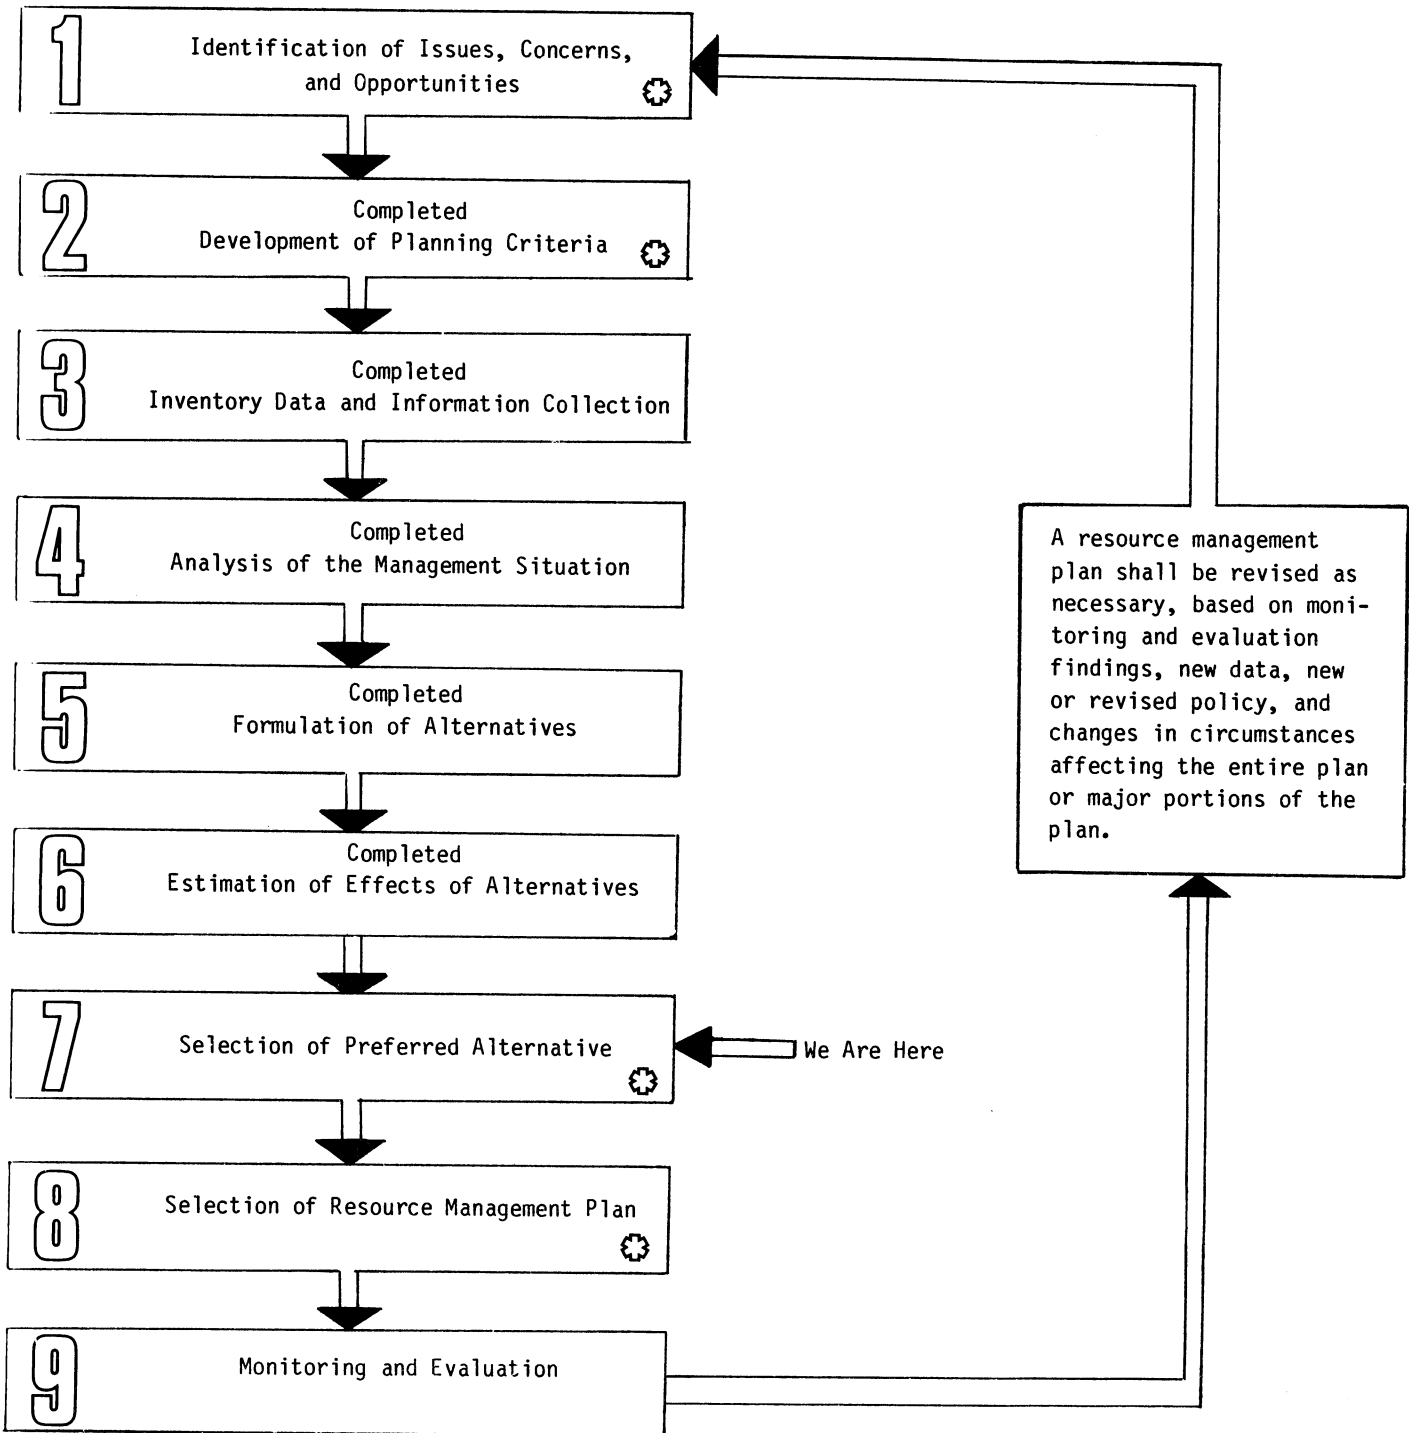 1
Identification of Issues, Concerns,
and Opportunities
2
Completed
Development of Planning Criteria
3
Completed
Inventory Data and Information Collection
4
Completed
Analysis of the Management Situation
5
Completed
Formulation of Alternatives
6
Completed
Estimation of Effects of Alternatives
7
Selection of Preferred Alternative
We Are Here
8
Selection of Resource Management Plan
9
Monitoring and Evaluation
A resource management
plan shall be revised as
necessary, based on moni-
toring and evaluation
findings, new data, new
or revised policy, and
changes in circumstances
affecting the entire plan
or major portions of the
plan.